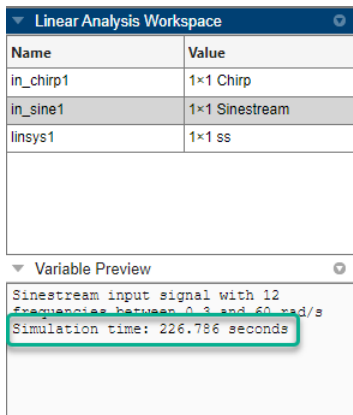 Linear Analysis Workspace
Name Value
in_chirp1 1×1 Chirp
in_sine1 1×1 Sinestream
linsys1 1×1 ss
Variable Preview
Sinestream input signal with 12
frequencies between 0.3 and 60 rad/s
Simulation time: 226.786 seconds